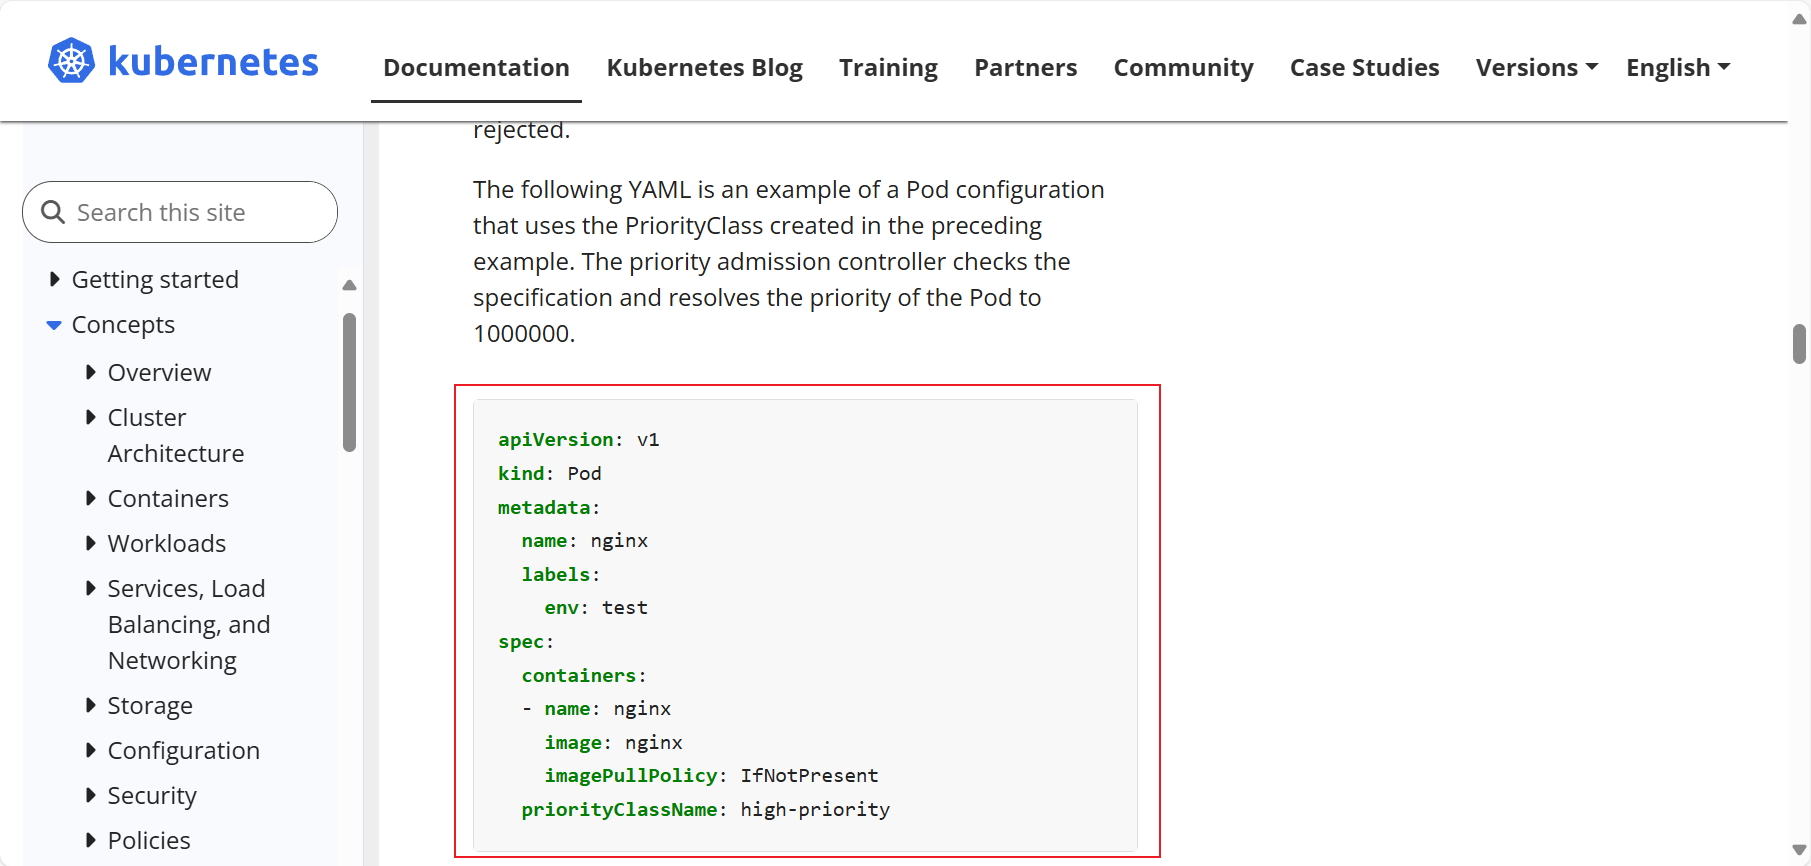 kubernetes
Documentation Kubernetes Blog Training Partners Community Case Studies Versions English
rejected.
Search this site
Getting started
Concepts
Overview
Cluster
Architecture
Containers
Workloads
Services, Load
Balancing, and
Networking
Storage
Configuration
Security
Policies
The following YAML is an example of a Pod configuration
that uses the PriorityClass created in the preceding
example. The priority admission controller checks the
specification and resolves the priority of the Pod to
1000000.
apiVersion: v1
kind: Pod
metadata:
  name: nginx
  labels:
    env: test
spec:
  containers:
  - name: nginx
    image: nginx
    imagePullPolicy: IfNotPresent
  priorityClassName: high-priority